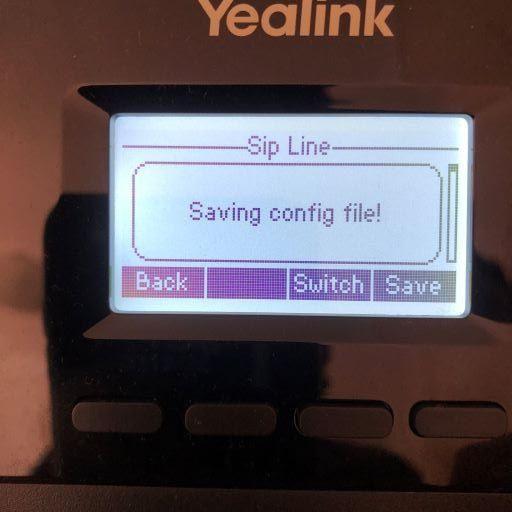 Yealink
Sip Line
Saving config file!
Back Switch Save